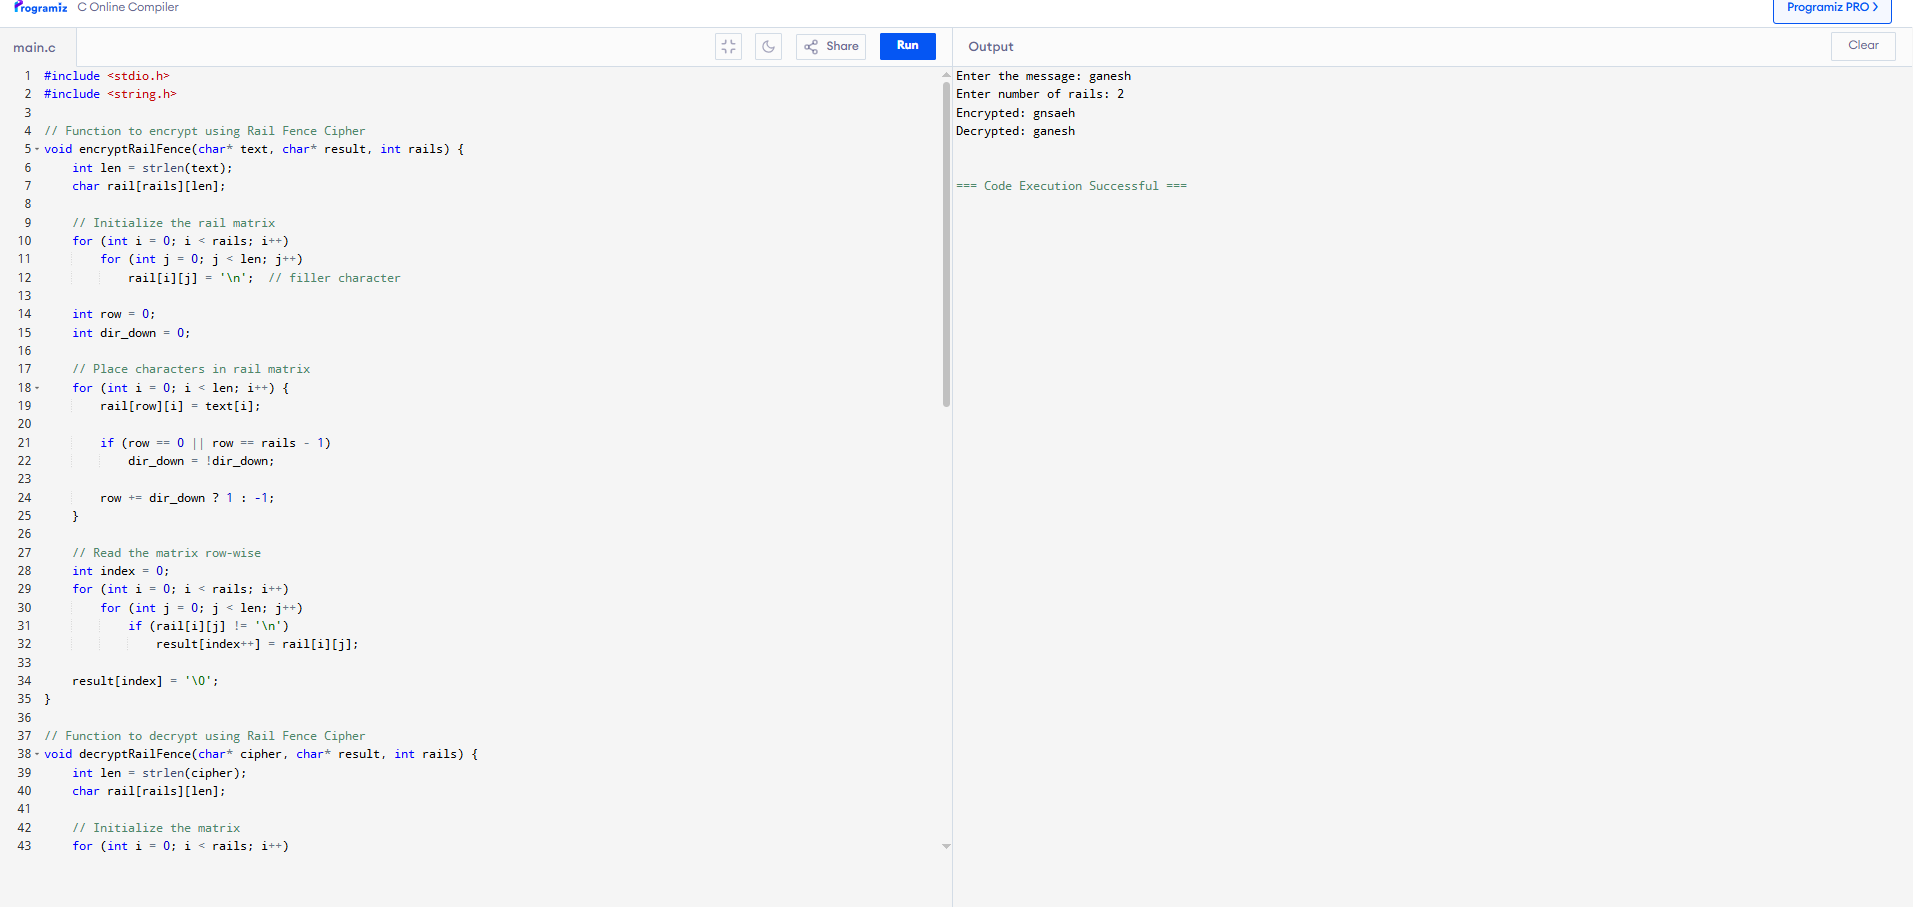 Programiz C Online Compiler
Programiz PRO >
main.c
Share
Run
Output
Clear
1 #include <stdio.h>
2 #include <string.h>
3
4 // Function to encrypt using Rail Fence Cipher
5 void encryptRailFence(char* text, char* result, int rails) {
6     int len = strlen(text);
7     char rail[rails][len];
8
9     // Initialize the rail matrix
10     for (int i = 0; i < rails; i++)
11         for (int j = 0; j < len; j++)
12             rail[i][j] = '\n';  // filler character
13
14     int row = 0;
15     int dir_down = 0;
16
17     // Place characters in rail matrix
18     for (int i = 0; i < len; i++) {
19         rail[row][i] = text[i];
20
21         if (row == 0 || row == rails - 1)
22             dir_down = !dir_down;
23
24         row += dir_down ? 1 : -1;
25     }
26
27     // Read the matrix row-wise
28     int index = 0;
29     for (int i = 0; i < rails; i++)
30         for (int j = 0; j < len; j++)
31             if (rail[i][j] != '\n')
32                 result[index++] = rail[i][j];
33
34     result[index] = '\0';
35 }
36
37 // Function to decrypt using Rail Fence Cipher
38 void decryptRailFence(char* cipher, char* result, int rails) {
39     int len = strlen(cipher);
40     char rail[rails][len];
41
42     // Initialize the matrix
43     for (int i = 0; i < rails; i++)
Enter the message: ganesh
Enter number of rails: 2
Encrypted: gnsaeh
Decrypted: ganesh
=== Code Execution Successful ===